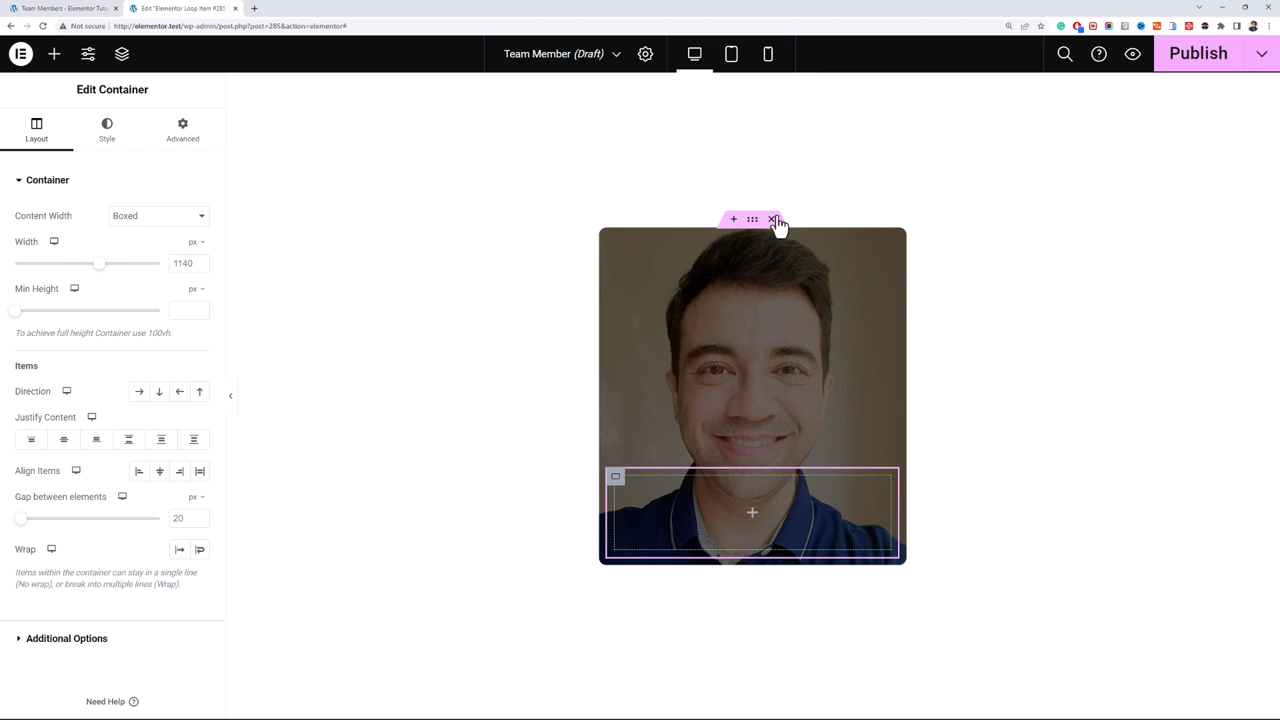 Team Members - Elementor Tuto
Edit "Elementor Loop Item #285"
Not secure
http://elementor.test/wp-admin/post.php?post=285&action=elementor#
Team Member (Draft)
Publish
Edit Container
Layout
Style
Advanced
Container
Content Width
Boxed
Width
px
1140
Min Height
px
To achieve full height Container use 100vh.
Items
Direction
Justify Content
Align Items
Gap between elements
px
20
Wrap
Items within the container can stay in a single line
(No wrap), or break into multiple lines (Wrap).
Additional Options
Need Help